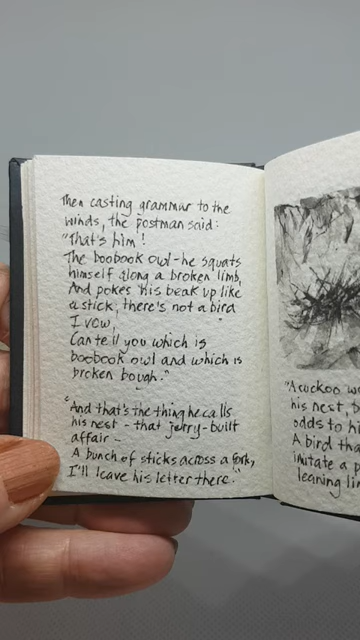 Then casting grammar to the
winds, the postman said:
"That's him!
The boobook owl - he squats
himself along a broken limb,
And pokes his beak up like
a stick; there's not a bird
I vow,
Can tell you which is
boobook owl and which is
broken bough."
"And that's the thing he calls
his nest - that jerry-built
affair -
A bunch of sticks across a fork,
I'll leave his letter there."
"A cuckoo
his nest,
odds to hi
A bird tha
imitate a p
leaning li